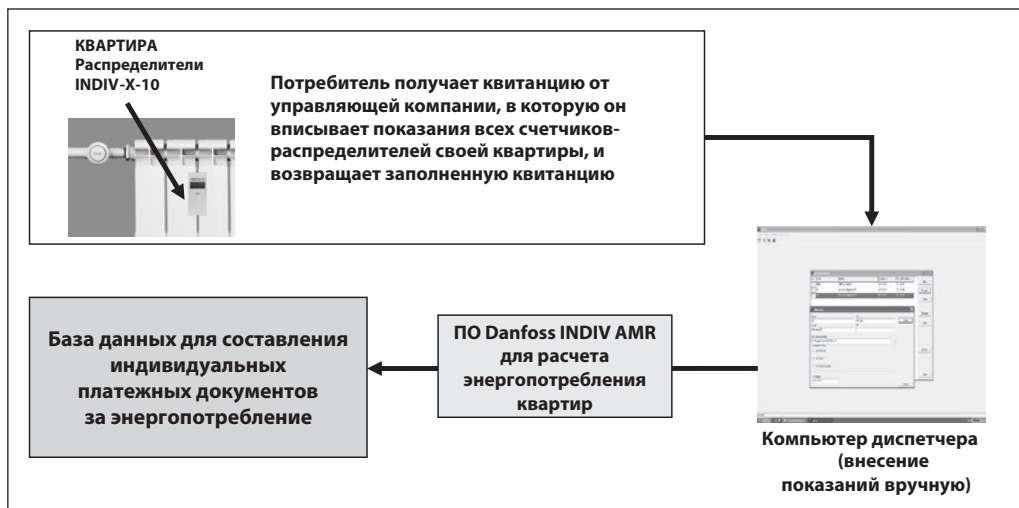 КВАРТИРА
Распределители
INDIV-X-10
Потребитель получает квитанцию от
управляющей компании, в которую он
вписывает показания всех счетчиков-
распределителей своей квартиры, и
возвращает заполненную квитанцию
База данных для составления
индивидуальных
платежных документов
за энергопотребление
ПО Danfoss INDIV AMR
для расчета
энергопотребления
квартир
Компьютер диспетчера
(внесение
показаний вручную)